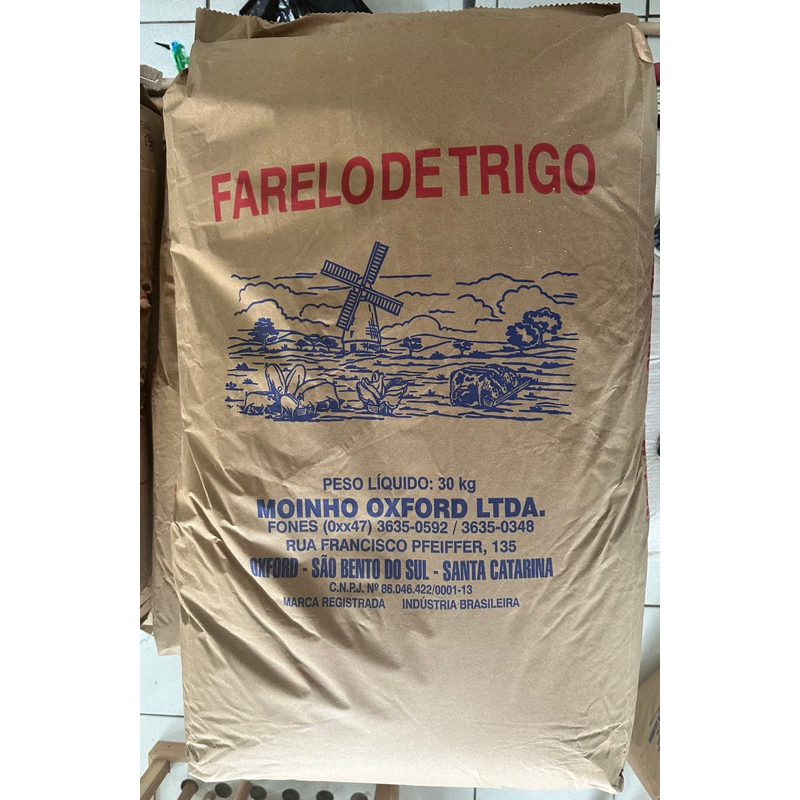 FARELO DE TRIGO
PESO LÍQUIDO: 30 kg
MOINHO OXFORD LTDA.
FONES (0xx47) 3635-0592 / 3635-0348
RUA FRANCISCO PFEIFFER, 135
OXFORD - SÃO BENTO DO SUL - SANTA CATARINA
C.N.P.J. Nº 86.046.422/0001-13
MARCA REGISTRADA INDÚSTRIA BRASILEIRA